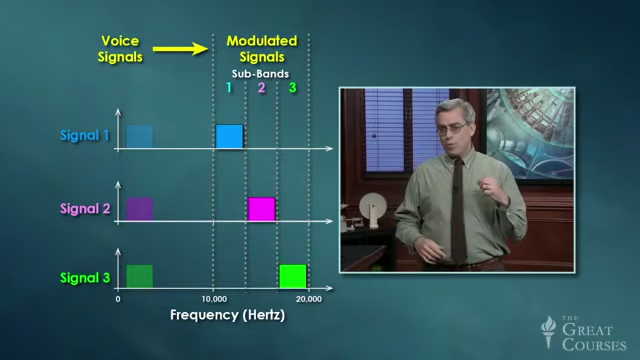 Voice
Signals
Modulated
Signals
Sub-Bands
1 2 3
Signal 1
Signal 2
Signal 3
0 10,000 20,000
Frequency (Hertz)
THE
GREAT
COURSES